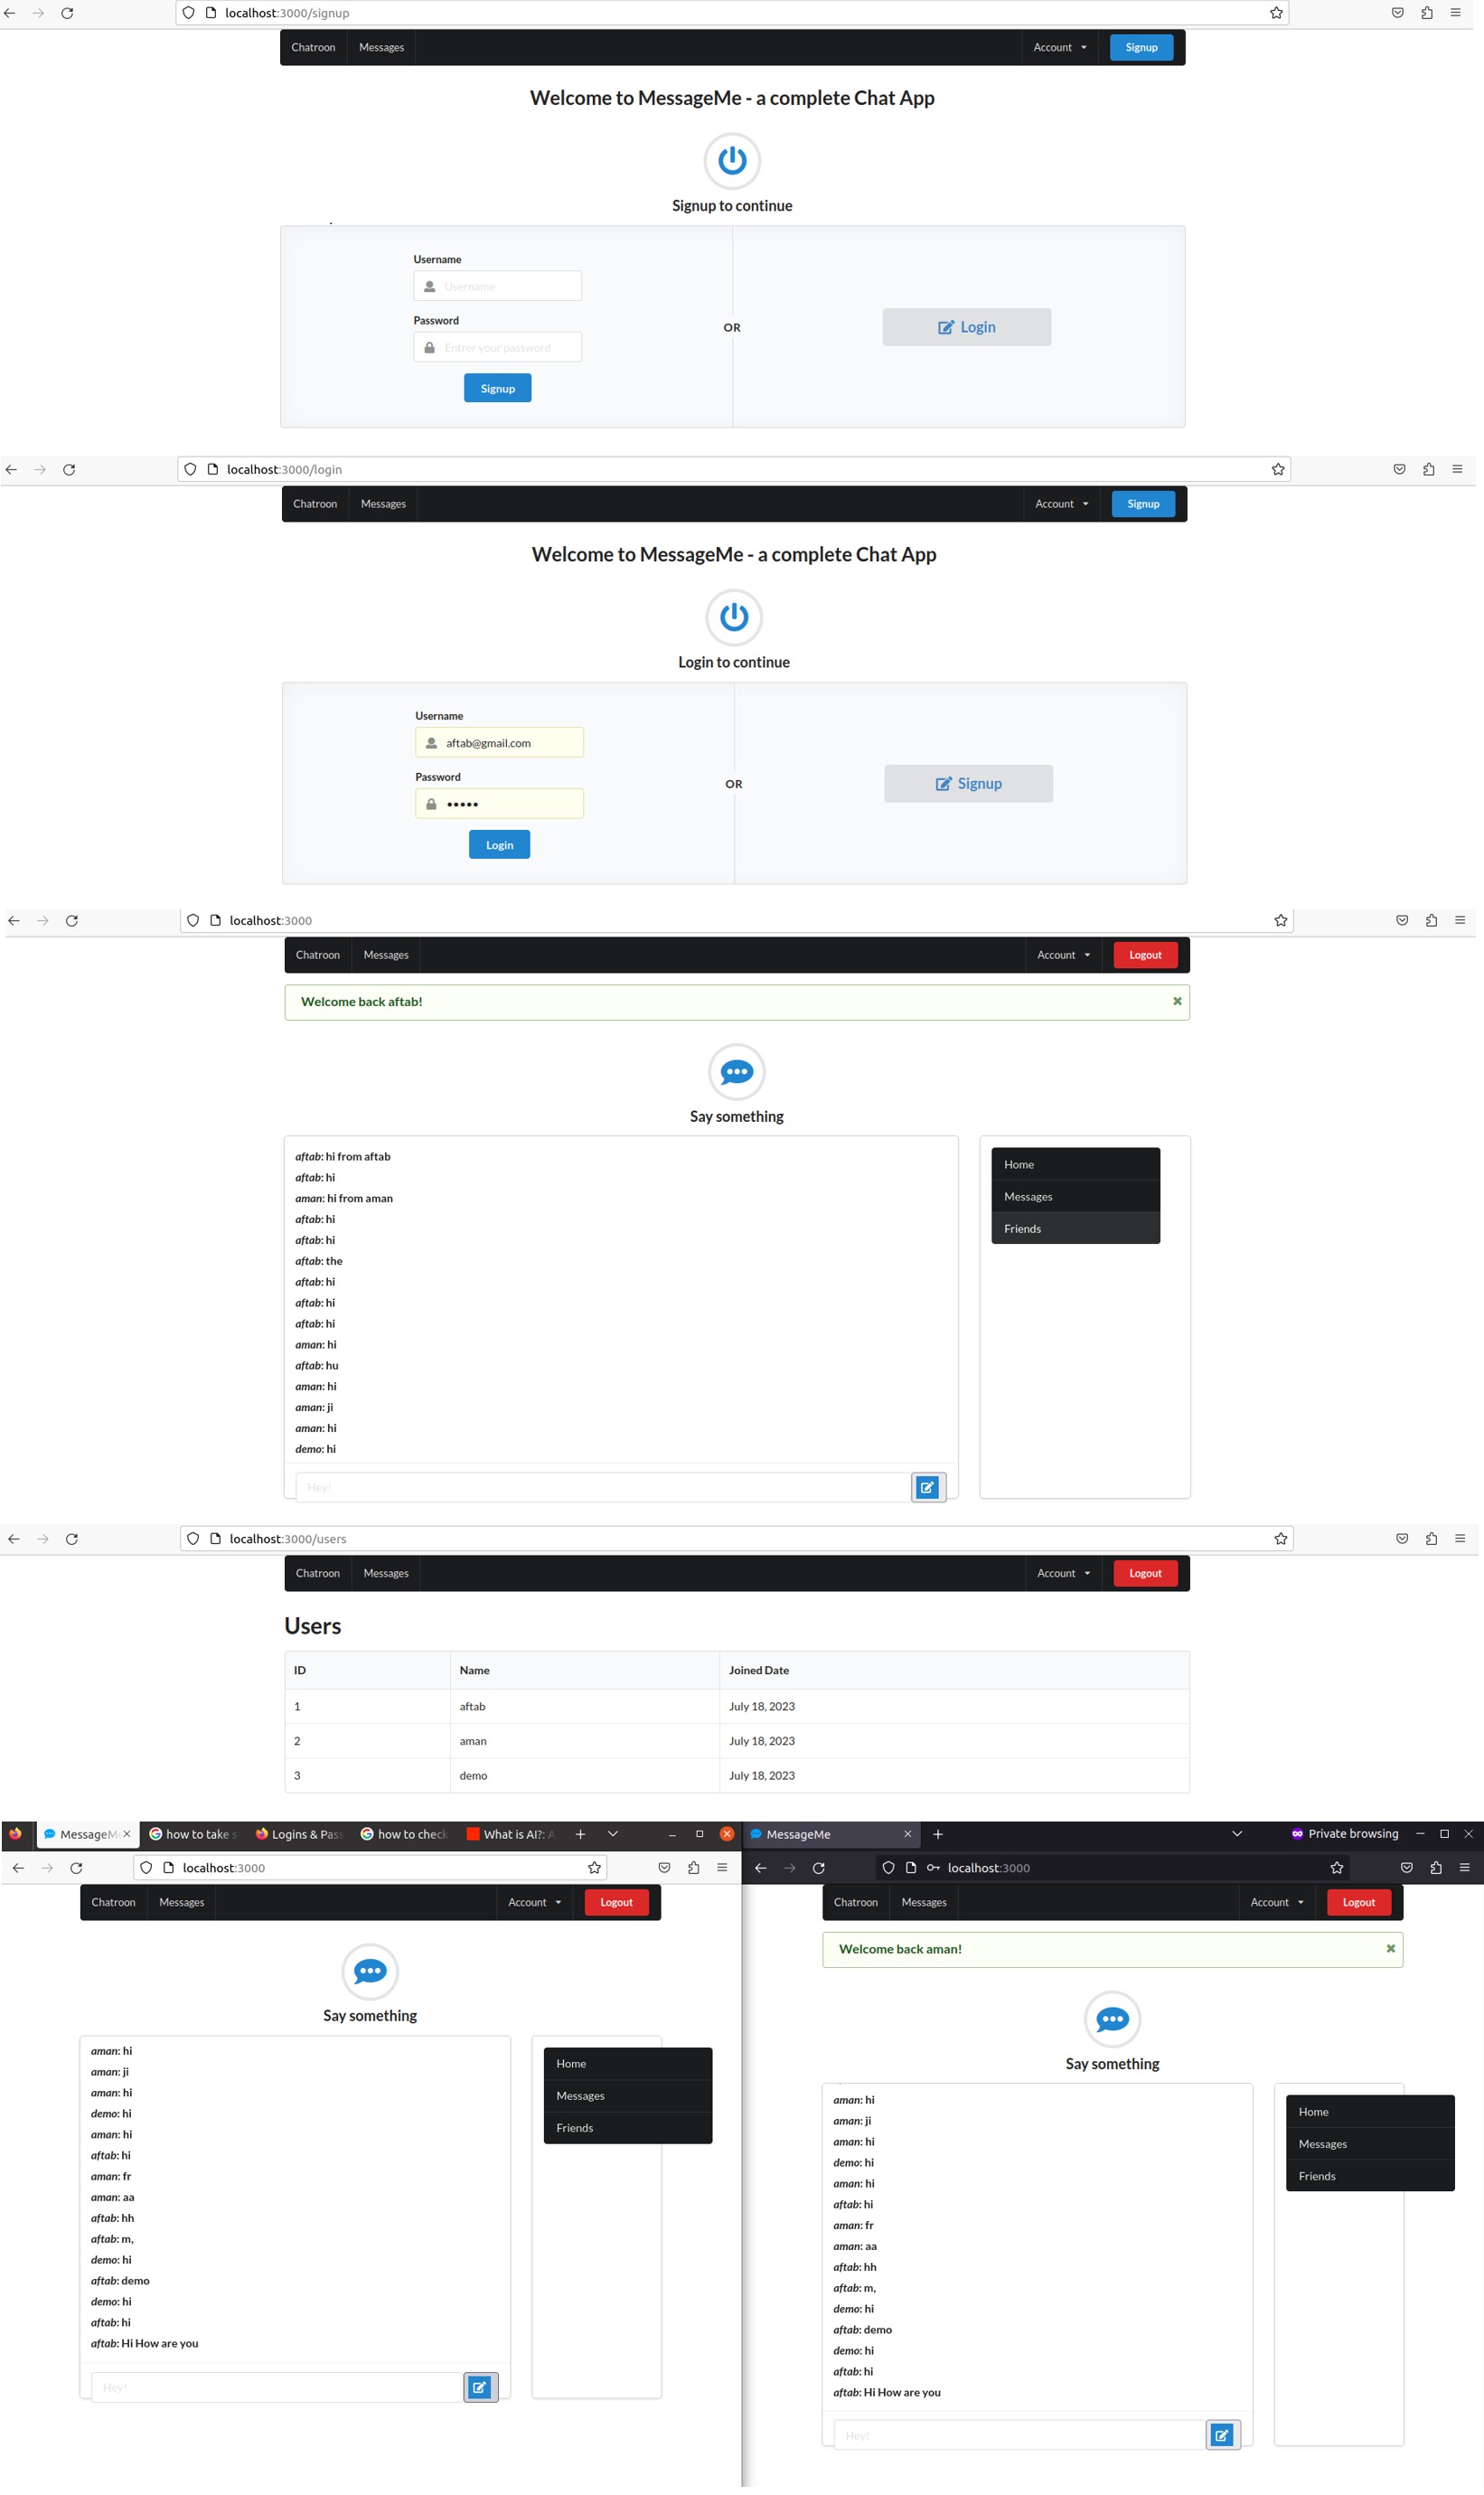 localhost:3000/signup
Chatroon Messages Account Signup
Welcome to MessageMe - a complete Chat App
Signup to continue
Username
Username
Password
Entrer your password
Signup
OR
Login
localhost:3000/login
Chatroon Messages Account Signup
Welcome to MessageMe - a complete Chat App
Login to continue
Username
aftab@gmail.com
Password
•••••
Login
OR
Signup
localhost:3000
Chatroon Messages Account Logout
Welcome back aftab!
Say something
aftab: hi from aftab
aftab: hi
aman: hi from aman
aftab: hi
aftab: hi
aftab: the
aftab: hi
aftab: hi
aftab: hi
aman: hi
aftab: hu
aman: hi
aman: ji
aman: hi
demo: hi
Hey!
Home
Messages
Friends
localhost:3000/users
Chatroon Messages Account Logout
Users
ID Name Joined Date
1 aftab July 18, 2023
2 aman July 18, 2023
3 demo July 18, 2023
MessageM how to take s Logins & Pass how to check What is AI?: A
localhost:3000
Chatroon Messages Account Logout
Say something
aman: hi
aman: ji
aman: hi
demo: hi
aman: hi
aftab: hi
aman: fr
aman: aa
aftab: hh
aftab: m,
demo: hi
aftab: demo
demo: hi
aftab: hi
aftab: Hi How are you
Hey!
Home
Messages
Friends
MessageMe Private browsing
localhost:3000
Chatroon Messages Account Logout
Welcome back aman!
Say something
aman: hi
aman: ji
aman: hi
demo: hi
aman: hi
aftab: hi
aman: fr
aman: aa
aftab: hh
aftab: m,
demo: hi
aftab: demo
demo: hi
aftab: hi
aftab: Hi How are you
Hey!
Home
Messages
Friends